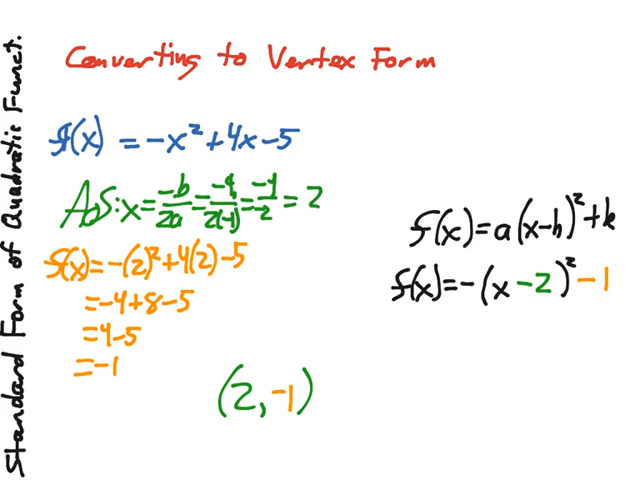 Standard Form of Quadratic Funct.
Converting to Vertex Form
f(x) = -x² + 4x - 5
AoS: x = -b/2a = -4/2(-1) = -4/-2 = 2
f(x) = -(2)² + 4(2) - 5
= -4 + 8 - 5
= 4 - 5
= -1
(2, -1)
f(x) = a(x-h)² + k
f(x) = -(x - 2)² - 1